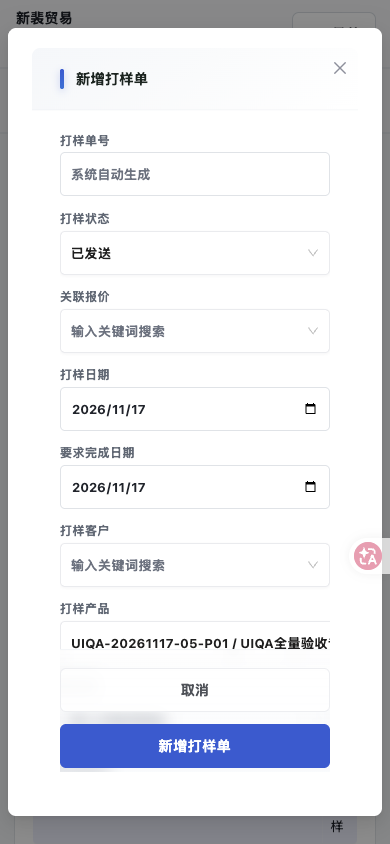 新裴贸易
新增打样单
打样单号
系统自动生成
打样状态
已发送
关联报价
输入关键词搜索
打样日期
2026/11/17
要求完成日期
2026/11/17
打样客户
输入关键词搜索
打样产品
UIQA-20261117-05-P01 / UIQA全量验收
取消
新增打样单
样